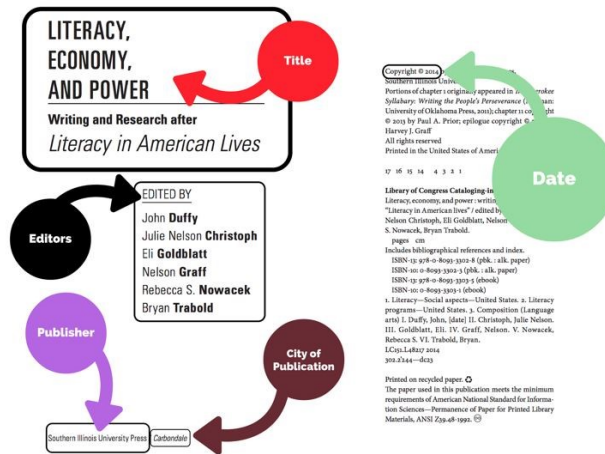 LITERACY,
ECONOMY,
AND POWER
Writing and Research after
Literacy in American Lives
Title
EDITED BY
John Duffy
Julie Nelson Christoph
Eli Goldblatt
Nelson Graff
Rebecca S. Nowacek
Bryan Trabold
Editors
Publisher
City of
Publication
Southern Illinois University Press
Carbondale
Copyright © 2014
Southern Illinois
Portions of chapter 1 originally appeared in
Syllabary: Writing the People's Perseverance
University of Oklahoma Press, 2011); chapter 11
© 2013 by Paul A. Prior; epilogue copyright ©
Harvey J. Graff
All rights reserved
Printed in the United States of
17 16 15 14 4 3 2 1
Library of Congress
Literacy, economy, and power :
"Literacy in American lives" / edited by
Nelson Christoph, Eli Goldblatt, Nelson
S. Nowacek, Bryan Trabold.
pages cm
Includes bibliographical references and index.
ISBN-13: 978-0-8093-3302-8 (pbk. : alk. paper)
ISBN-10: 0-8093-3302-3 (pbk. : alk. paper)
ISBN-13: 978-0-8093-3303-5 (ebook)
ISBN-10: 0-8093-3303-1 (ebook)
1. Literacy—Social aspects—United States. 2. Literacy
programs—United States. 3. Composition (Language
arts) I. Duffy, John, [date] II. Christoph, Julie Nelson.
III. Goldblatt, Eli. IV. Graff, Nelson. V. Nowacek,
Rebecca S. VI. Trabold, Bryan.
LC151.L48217 2014
302.2'244—dc23
Printed on recycled paper.
The paper used in this publication meets the minimum
requirements of American National Standard for Informa-
tion Sciences—Permanence of Paper for Printed Library
Materials, ANSI Z39.48-1992.
Date